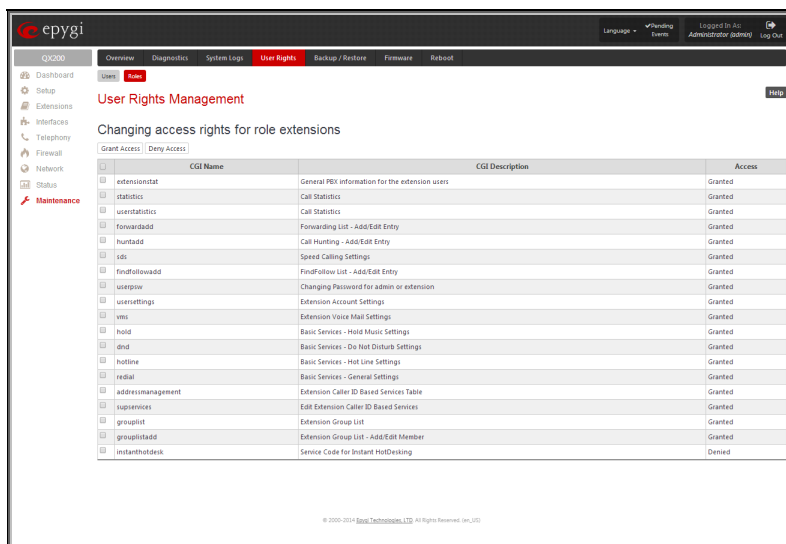 epygi
Language
Pending Events
Logged In As:
Administrator (admin)
Log Out
QX200
Overview Diagnostics System Logs User Rights Backup / Restore Firmware Reboot
Dashboard
Setup
Extensions
Interfaces
Telephony
Firewall
Network
Status
Maintenance
Users Roles
User Rights Management
Help
Changing access rights for role extensions
Grant Access Deny Access
CGI Name CGI Description Access
extensionstat General PBX information for the extension users Granted
statistics Call Statistics Granted
userstatistics Call Statistics Granted
forwardadd Forwarding List - Add/Edit Entry Granted
huntadd Call Hunting - Add/Edit Entry Granted
sds Speed Calling Settings Granted
findfollowadd FindFollow List - Add/Edit Entry Granted
userpsw Changing Password for admin or extension Granted
usersettings Extension Account Settings Granted
vms Extension Voice Mail Settings Granted
hold Basic Services - Hold Music Settings Granted
dnd Basic Services - Do Not Disturb Settings Granted
hotline Basic Services - Hot Line Settings Granted
redial Basic Services - General Settings Granted
addressmanagement Extension Caller ID Based Services Table Granted
supservices Edit Extension Caller ID Based Services Granted
grouplist Extension Group List Granted
grouplistadd Extension Group List - Add/Edit Member Granted
instanthotdesk Service Code for Instant HotDesking Denied
© 2000-2014 Epygi Technologies, LTD. All Rights Reserved. (en_US)